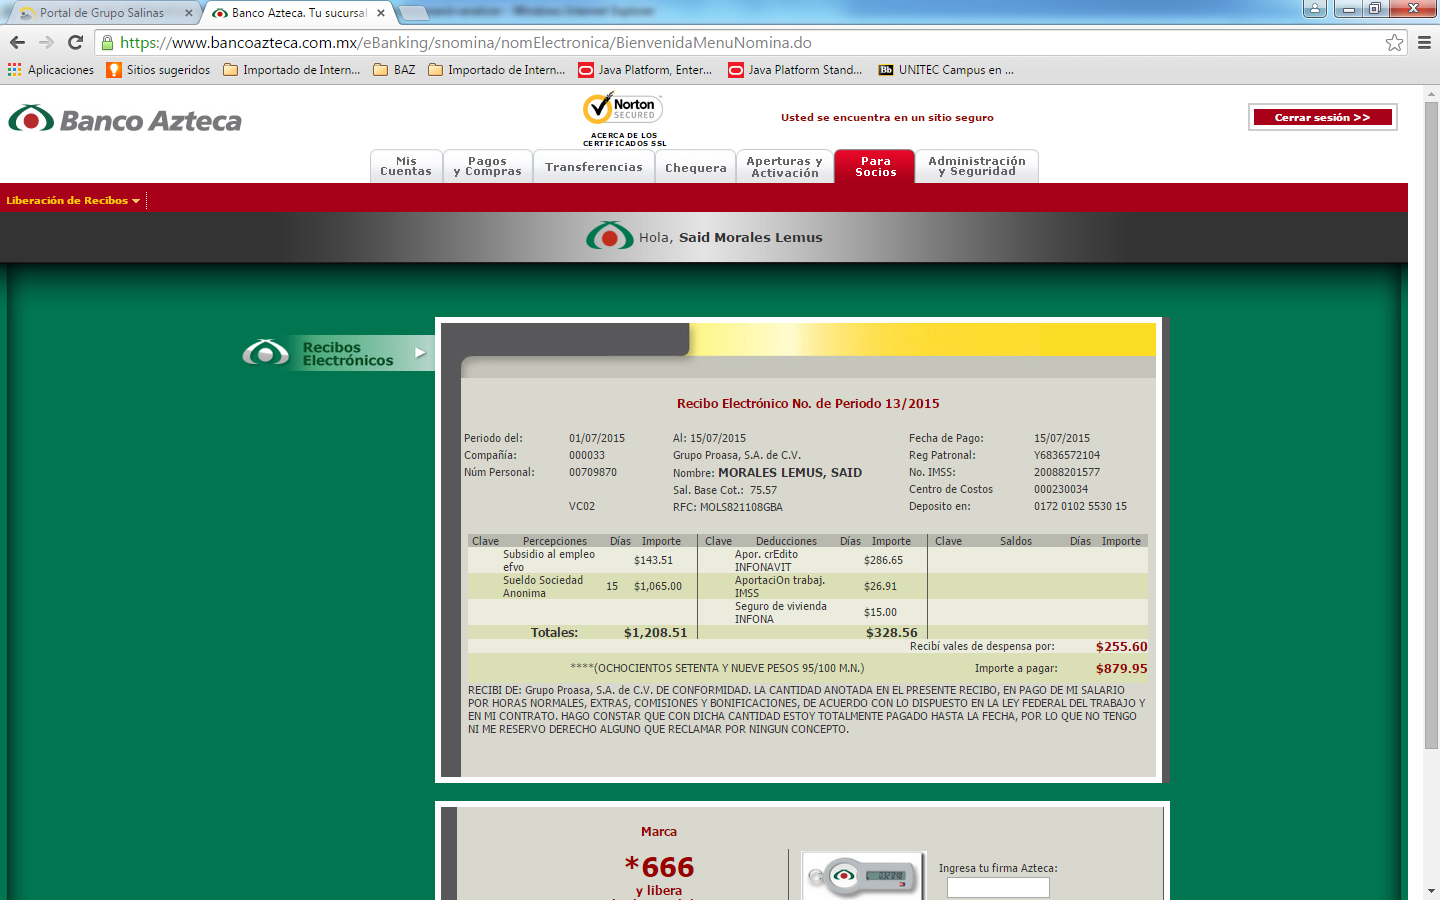 Portal de Grupo Salinas
Banco Azteca. Tu sucursal
Windows Internet Explorer
https://www.bancoazteca.com.mx/eBanking/snomina/nomElectronica/BienvenidaMenuNomina.do
Aplicaciones
Sitios sugeridos
Importado de Intern...
BAZ
Importado de Intern...
Java Platform, Enter...
Java Platform Stand...
Bb
UNITEC Campus en ...
Banco Azteca
Norton
SECURED
ACERCA DE LOS
CERTIFICADOS SSL
Usted se encuentra en un sitio seguro
Cerrar sesión >>
Mis
Cuentas
Pagos
y Compras
Transferencias
Chequera
Aperturas y
Activación
Para
Socios
Administración
y Seguridad
Liberación de Recibos
Hola, Said Morales Lemus
Recibos
Electrónicos
Recibo Electrónico No. de Periodo 13/2015
Periodo del: 01/07/2015 Al: 15/07/2015 Fecha de Pago: 15/07/2015
Compañía: 000033 Grupo Proasa, S.A. de C.V. Reg Patronal: Y6836572104
Núm Personal: 00709870 Nombre: MORALES LEMUS, SAID No. IMSS: 20088201577
Sal. Base Cot.: 75.57 Centro de Costos 000230034
VC02 RFC: MOLS821108GBA Deposito en: 0172 0102 5530 15
Clave Percepciones Días Importe Clave Deducciones Días Importe Clave Saldos Días Importe
Subsidio al empleo
efvo
$143.51
Apor. crEdito
INFONAVIT
$286.65
Sueldo Sociedad
Anonima
15 $1,065.00
AportaciOn trabaj.
IMSS
$26.91
Seguro de vivienda
INFONA
$15.00
Totales: $1,208.51 $328.56
Recibí vales de despensa por: $255.60
****(OCHOCIENTOS SETENTA Y NUEVE PESOS 95/100 M.N.) Importe a pagar: $879.95
RECIBI DE: Grupo Proasa, S.A. de C.V. DE CONFORMIDAD. LA CANTIDAD ANOTADA EN EL PRESENTE RECIBO, EN PAGO DE MI SALARIO
POR HORAS NORMALES, EXTRAS, COMISIONES Y BONIFICACIONES, DE ACUERDO CON LO DISPUESTO EN LA LEY FEDERAL DEL TRABAJO Y
EN MI CONTRATO. HAGO CONSTAR QUE CON DICHA CANTIDAD ESTOY TOTALMENTE PAGADO HASTA LA FECHA, POR LO QUE NO TENGO
NI ME RESERVO DERECHO ALGUNO QUE RECLAMAR POR NINGUN CONCEPTO.
Marca
*666
y libera
Ingresa tu firma Azteca: